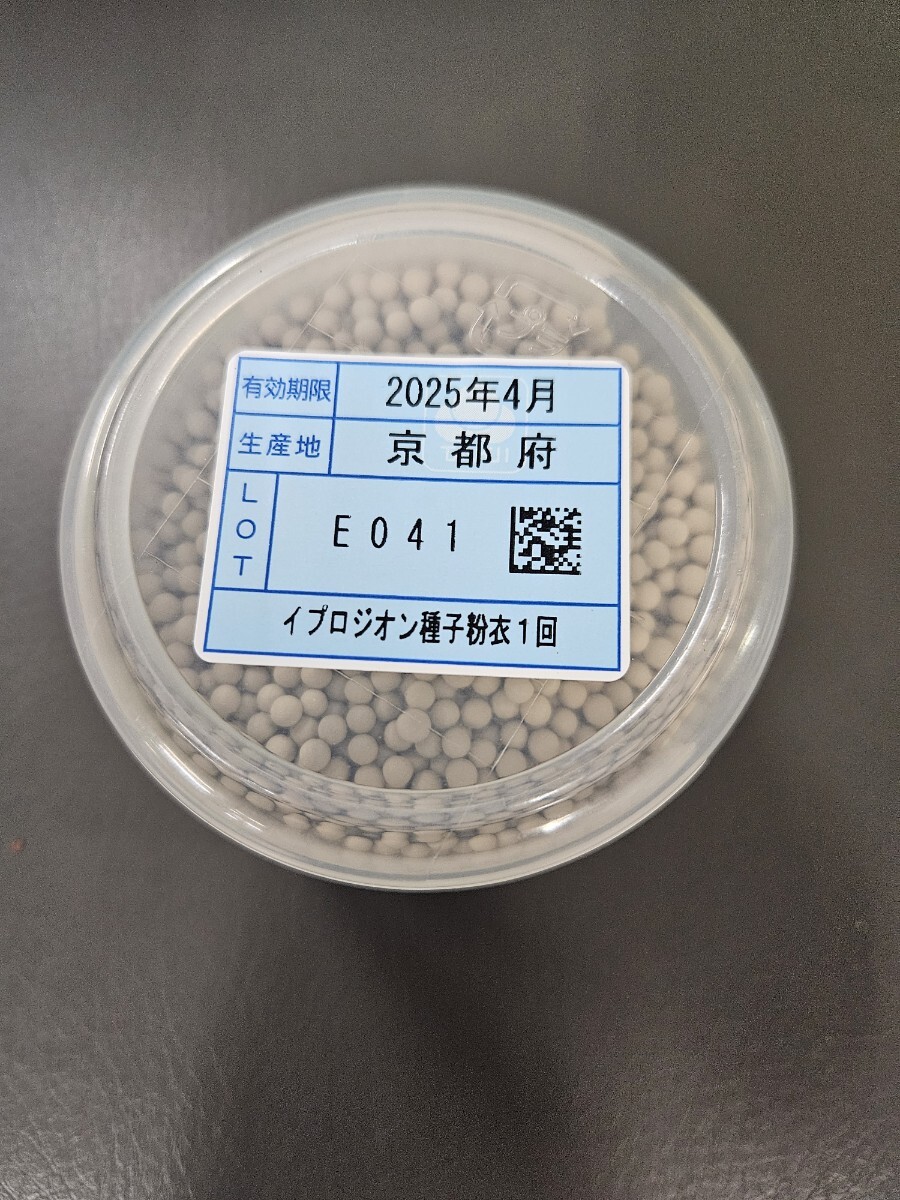 有効期限 2025年4月
生産地 京都府
LOT E041
イプロジオン種子粉衣1回